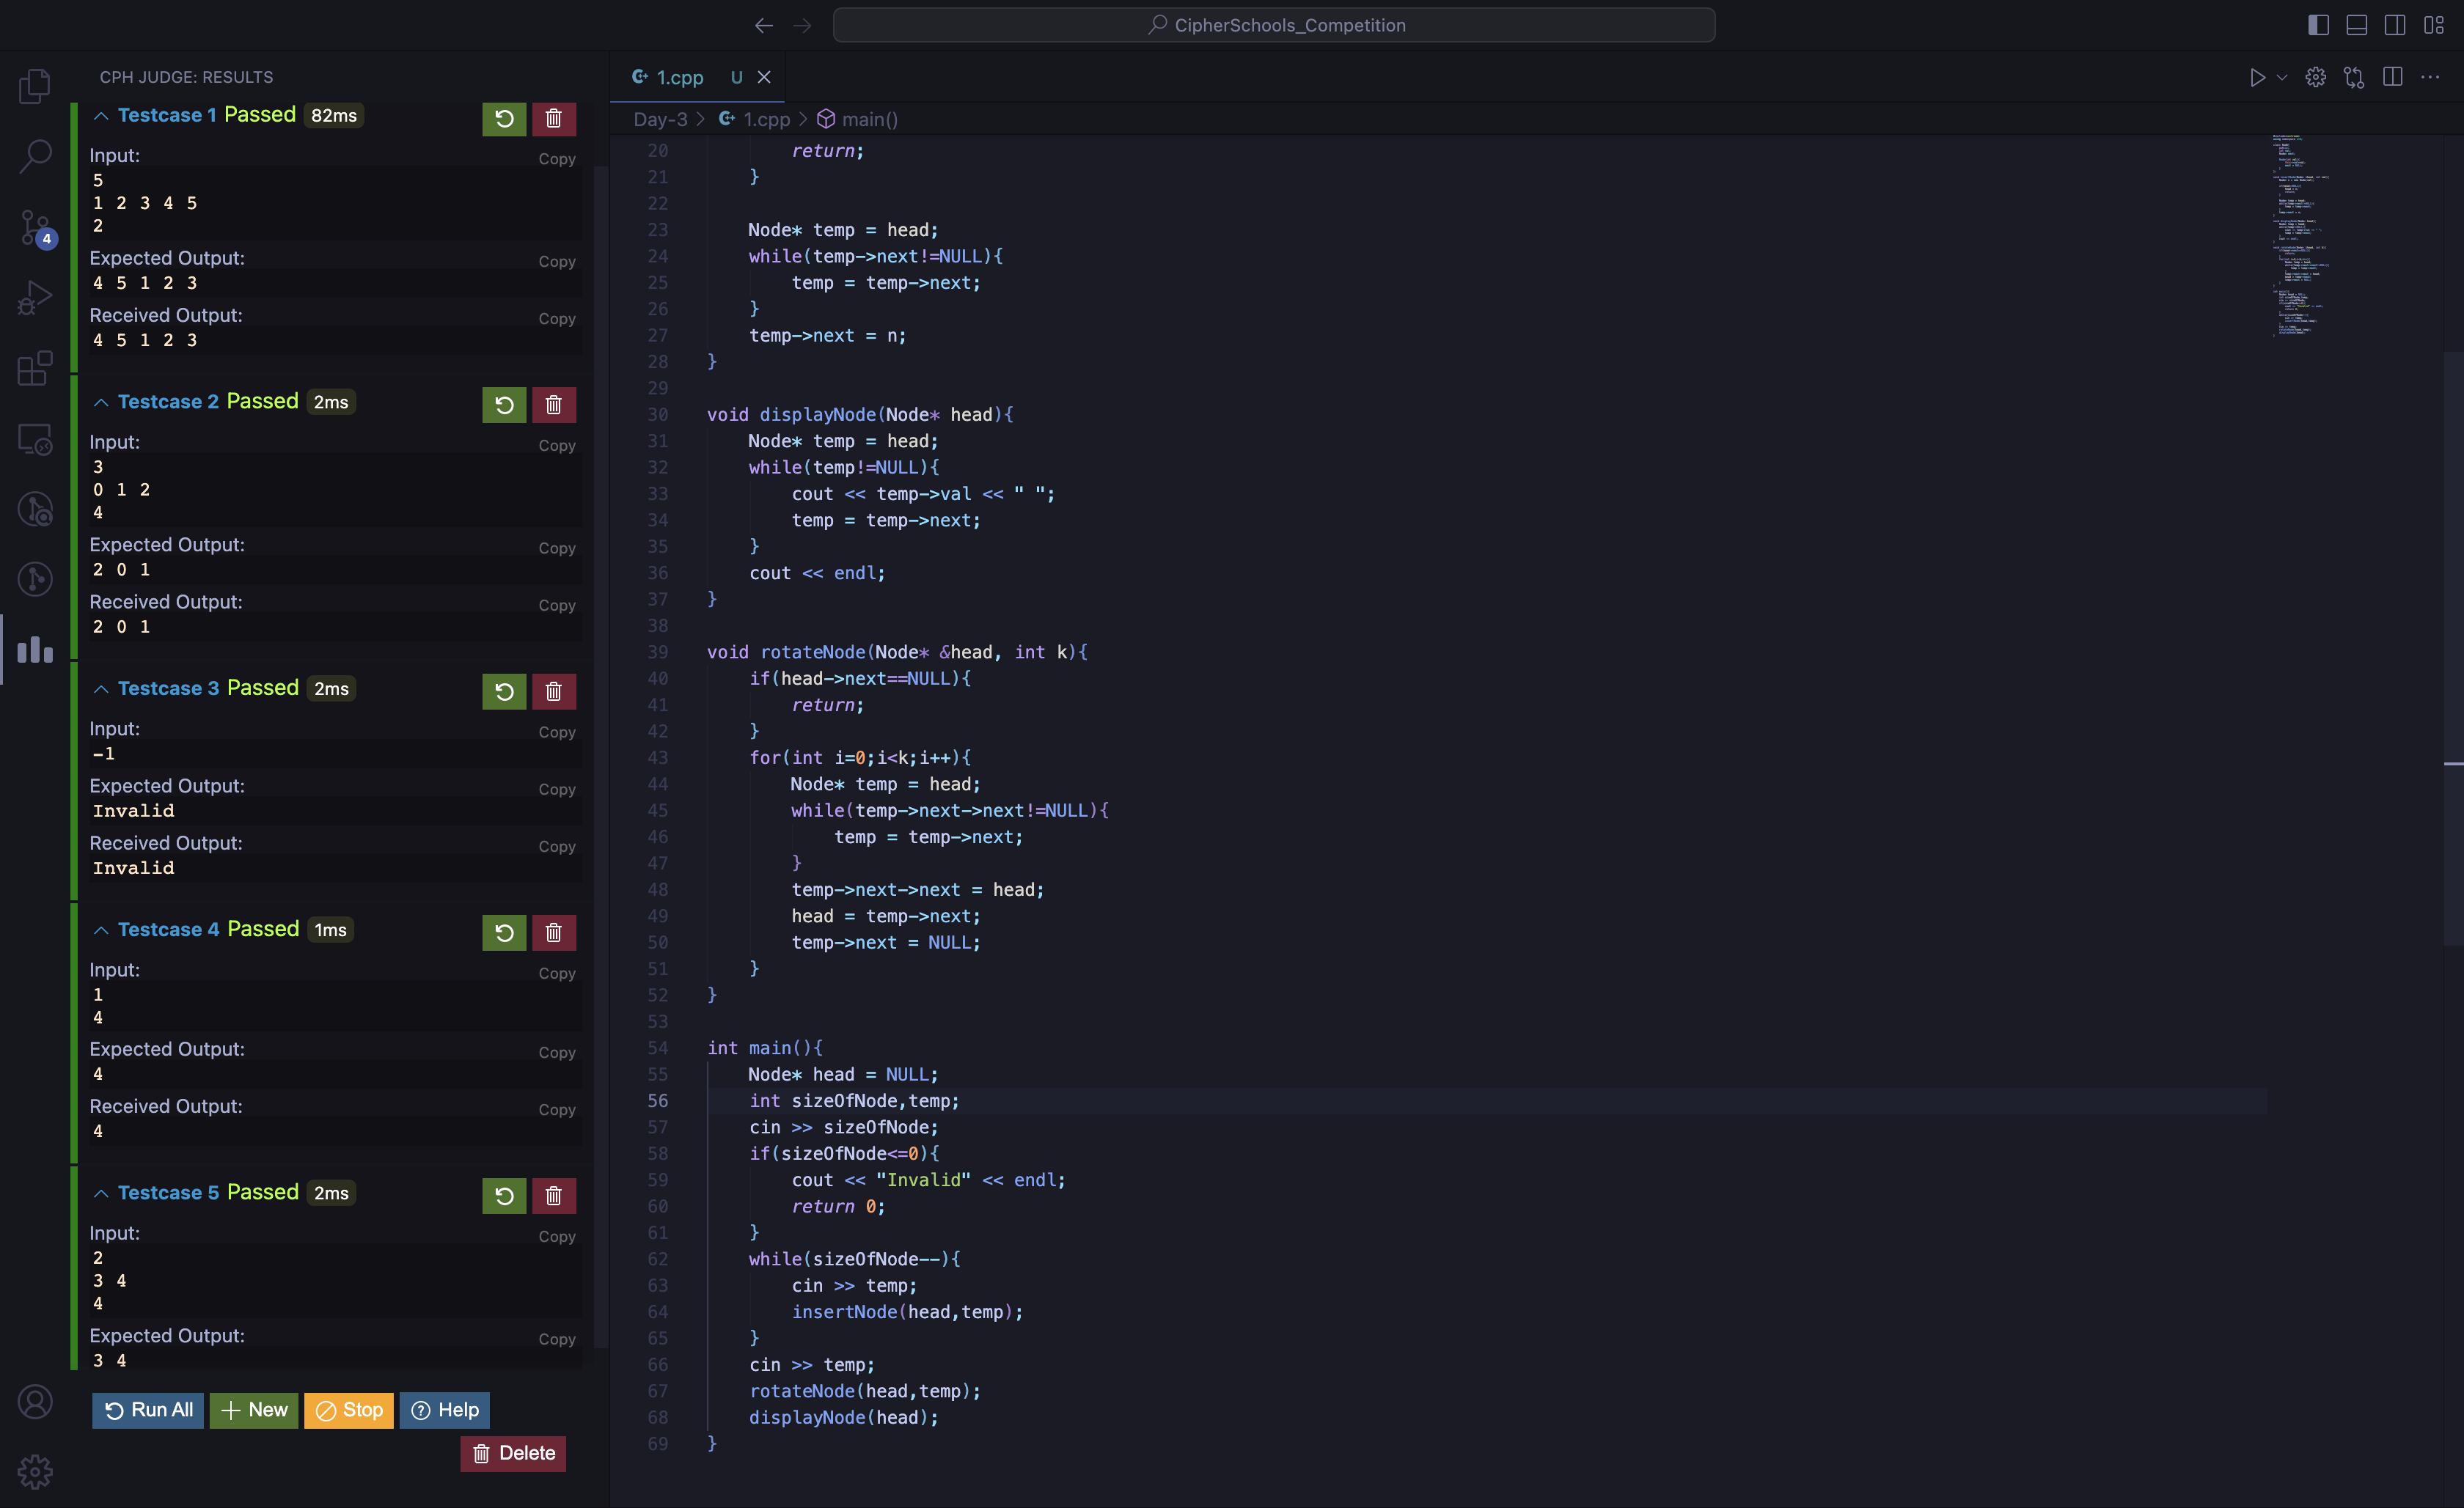 CipherSchools_Competition
CPH JUDGE: RESULTS
Testcase 1 Passed 82ms
Input:
Copy
5
1 2 3 4 5
2
Expected Output:
Copy
4 5 1 2 3
Received Output:
Copy
4 5 1 2 3
Testcase 2 Passed 2ms
Input:
Copy
3
0 1 2
4
Expected Output:
Copy
2 0 1
Received Output:
Copy
2 0 1
Testcase 3 Passed 2ms
Input:
Copy
-1
Expected Output:
Copy
Invalid
Received Output:
Copy
Invalid
Testcase 4 Passed 1ms
Input:
Copy
1
4
Expected Output:
Copy
4
Received Output:
Copy
4
Testcase 5 Passed 2ms
Input:
Copy
2
3 4
4
Expected Output:
Copy
3 4
Run All
New
Stop
Help
Delete
4
1.cpp U
Day-3 > 1.cpp > main()
20 return;
21 }
22
23 Node* temp = head;
24 while(temp->next!=NULL){
25 temp = temp->next;
26 }
27 temp->next = n;
28 }
29
30 void displayNode(Node* head){
31 Node* temp = head;
32 while(temp!=NULL){
33 cout << temp->val << " ";
34 temp = temp->next;
35 }
36 cout << endl;
37 }
38
39 void rotateNode(Node* &head, int k){
40 if(head->next==NULL){
41 return;
42 }
43 for(int i=0;i<k;i++){
44 Node* temp = head;
45 while(temp->next->next!=NULL){
46 temp = temp->next;
47 }
48 temp->next->next = head;
49 head = temp->next;
50 temp->next = NULL;
51 }
52 }
53
54 int main(){
55 Node* head = NULL;
56 int sizeOfNode,temp;
57 cin >> sizeOfNode;
58 if(sizeOfNode<=0){
59 cout << "Invalid" << endl;
60 return 0;
61 }
62 while(sizeOfNode--){
63 cin >> temp;
64 insertNode(head,temp);
65 }
66 cin >> temp;
67 rotateNode(head,temp);
68 displayNode(head);
69 }